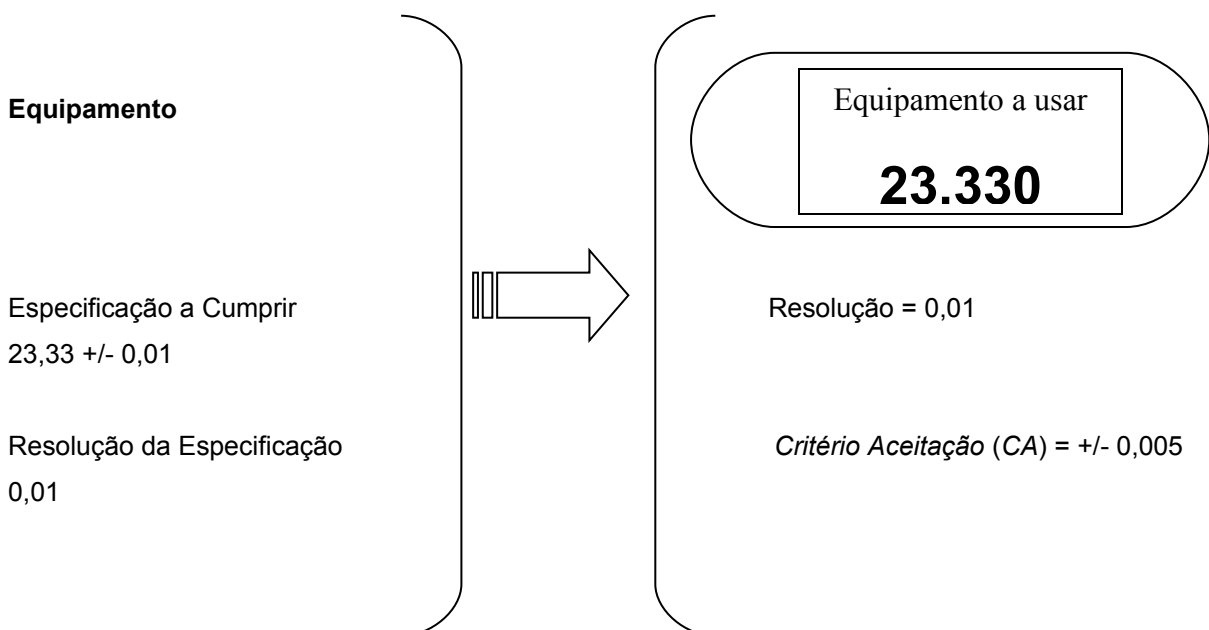 Equipamento
Especificação a Cumprir
23,33 +/- 0,01
Resolução da Especificação
0,01
Equipamento a usar
23.330
Resolução = 0,01
Critério Aceitação (CA) = +/- 0,005